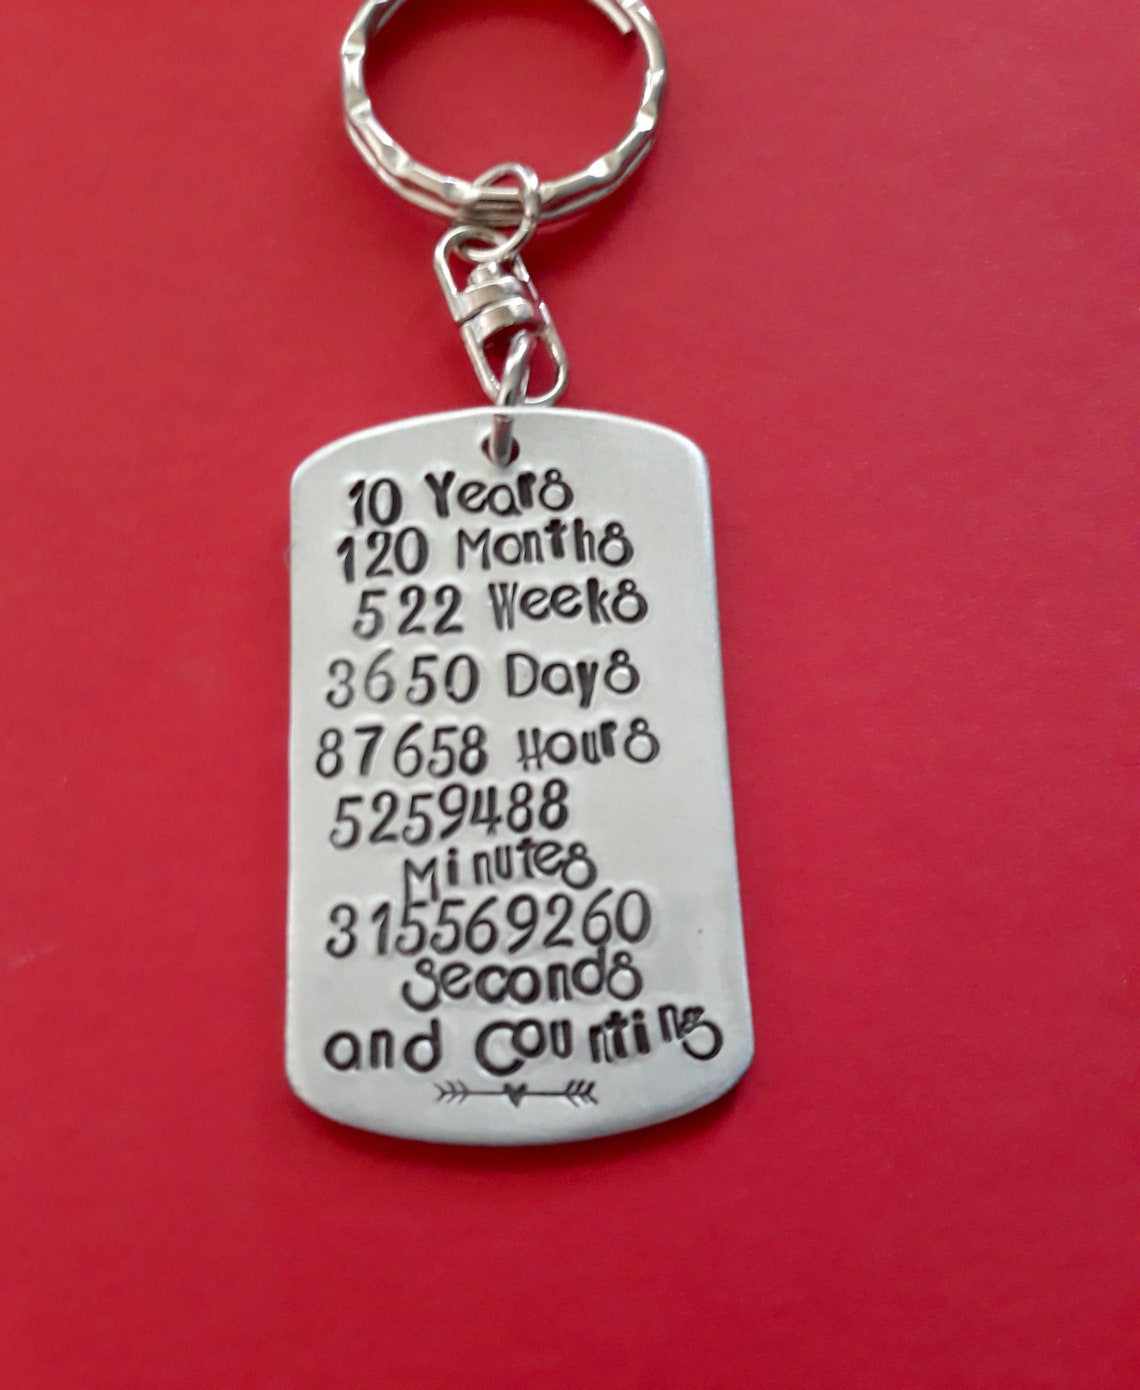 10 Years
120 Months
522 Weeks
3650 Days
87658 Hours
5259488
Minutes
315569260
Seconds
and Counting